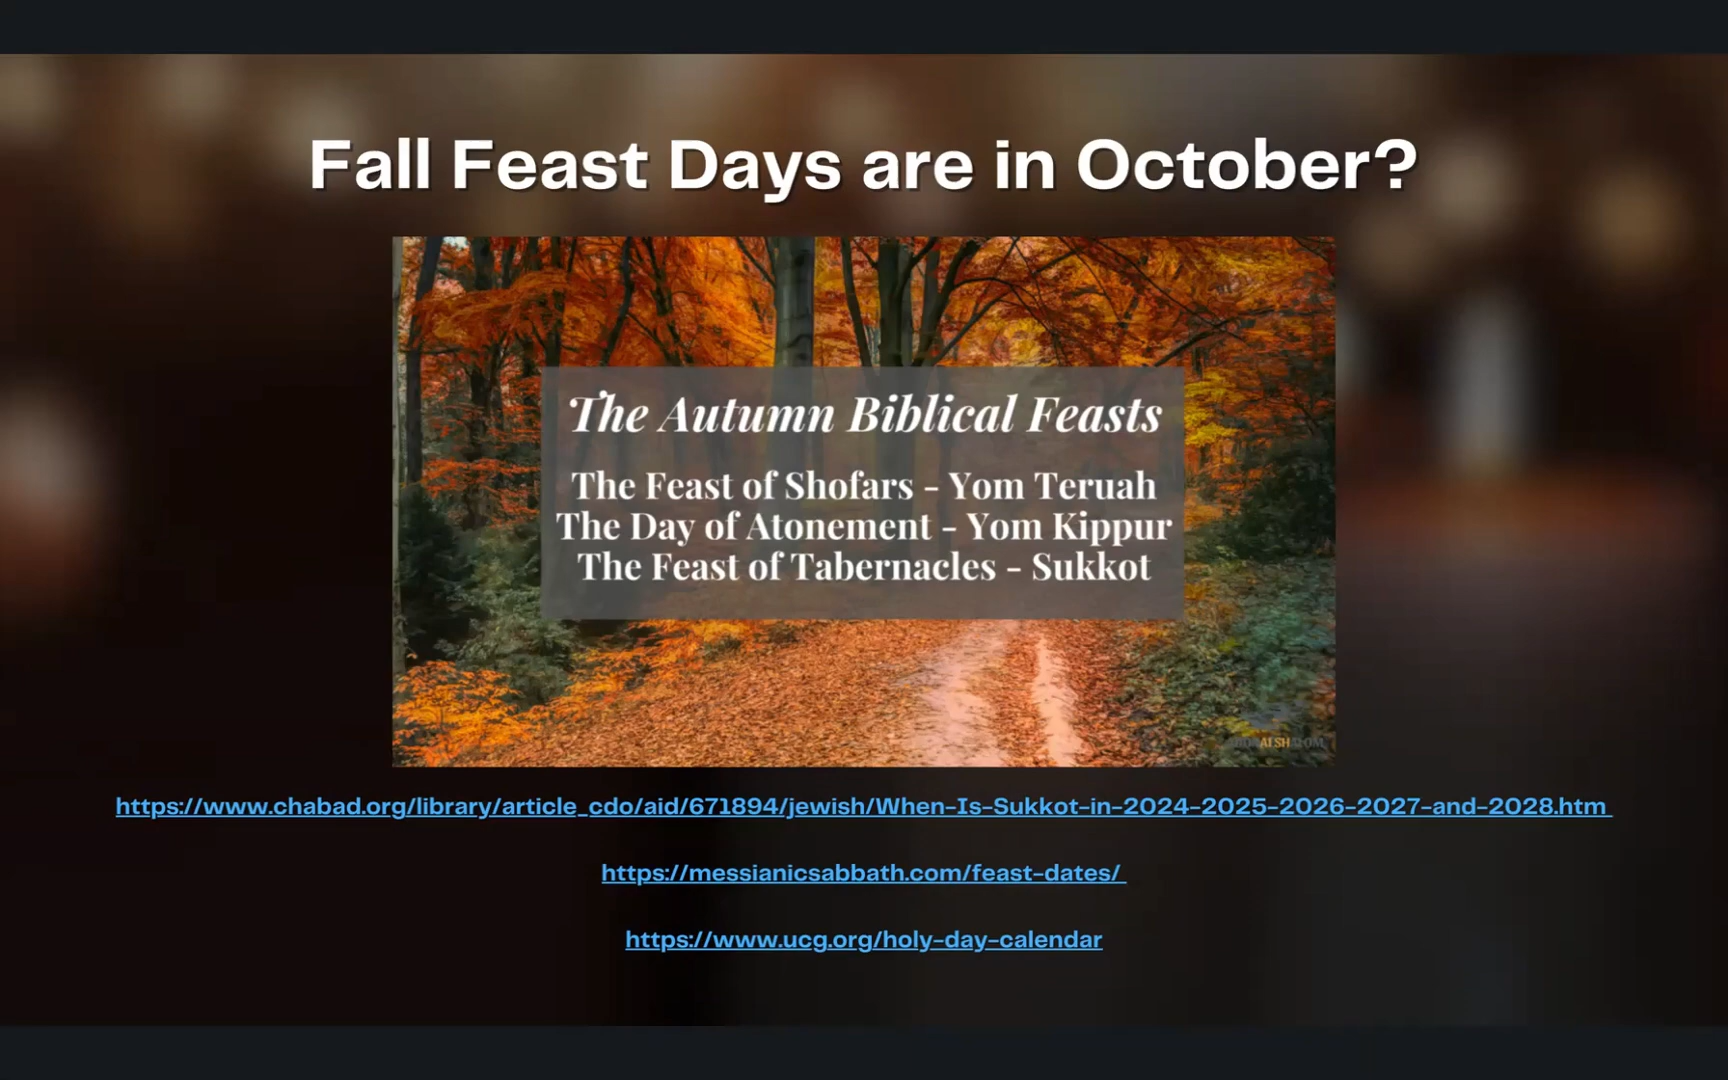 Fall Feast Days are in October?
The Autumn Biblical Feasts
The Feast of Shofars - Yom Teruah
The Day of Atonement - Yom Kippur
The Feast of Tabernacles - Sukkot
https://www.chabad.org/library/article_cdo/aid/671894/jewish/When-Is-Sukkot-in-2024-2025-2026-2027-and-2028.htm
https://messianicsabbath.com/feast-dates/
https://www.ucg.org/holy-day-calendar